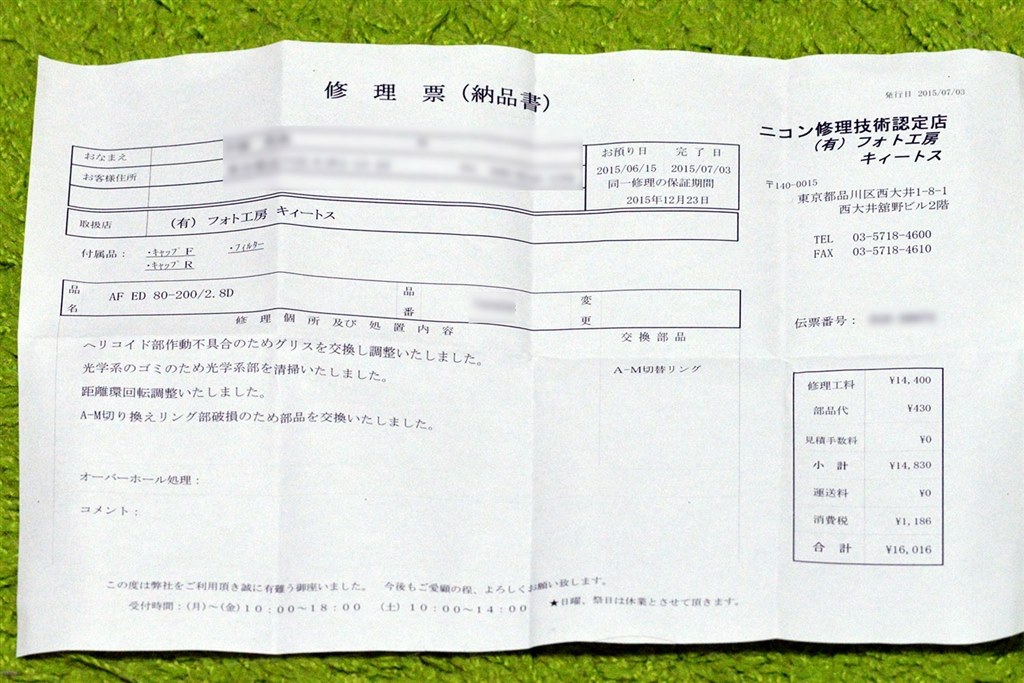 修 理 票（納品書）
発行日 2015/07/03
ニコン修理技術認定店
（有）フォト工房
キィートス
〒140-0015
東京都品川区西大井1-8-1
西大井舘野ビル2階
TEL 03-5718-4600
FAX 03-5718-4610
伝票番号：
おなまえ
お客様住所
お預り日 完了日
2015/06/15 2015/07/03
同一修理の保証期間
2015年12月23日
取扱店 （有）フォト工房 キィートス
付属品： ・キャップ F ・フィルター
・キャップ R
品名 AF ED 80-200/2.8D 品番 変更
修理個所及び処置内容 交換部品
ヘリコイド部作動不具合のためグリスを交換し調整いたしました。
光学系のゴミのため光学系部を清掃いたしました。
距離環回転調整いたしました。
A-M切り換えリング部破損のため部品を交換いたしました。
A-M切替リング
オーバーホール処理：
コメント：
修理工料 ¥14,400
部品代 ¥430
見積手数料 ¥0
小計 ¥14,830
運送料 ¥0
消費税 ¥1,186
合計 ¥16,016
この度は弊社をご利用頂き誠に有難う御座いました。 今後もご愛顧の程、よろしくお願い致します。
受付時間：(月)～(金)10：00～18：00 (土)10：00～14：00 ★日曜、祭日は休業とさせて頂きます。